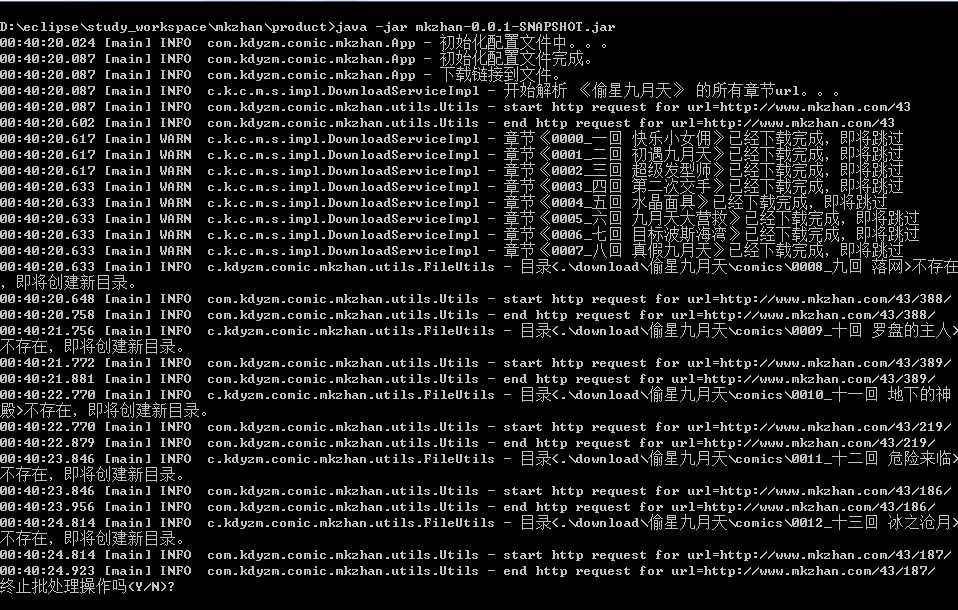 D:\eclipse\study_workspace\mkzhan\product>java -jar mkzhan-0.0.1-SNAPSHOT.jar
00:40:20.024 [main] INFO  com.kdyzm.comic.mkzhan.App - 初始化配置文件中。。。
00:40:20.087 [main] INFO  com.kdyzm.comic.mkzhan.App - 初始化配置文件完成。
00:40:20.087 [main] INFO  com.kdyzm.comic.mkzhan.App - 下载链接到文件。
00:40:20.087 [main] INFO  c.k.c.m.s.impl.DownloadServiceImpl - 开始解析 《偷星九月天》 的所有章节url。。。
00:40:20.087 [main] INFO  com.kdyzm.comic.mkzhan.utils.Utils - start http request for url=http://www.mkzhan.com/43
00:40:20.602 [main] INFO  com.kdyzm.comic.mkzhan.utils.Utils - end http request for url=http://www.mkzhan.com/43
00:40:20.617 [main] WARN  c.k.c.m.s.impl.DownloadServiceImpl - 章节《0000_一回 快乐小女佣》已经下载完成，即将跳过
00:40:20.617 [main] WARN  c.k.c.m.s.impl.DownloadServiceImpl - 章节《0001_二回 初遇九月天》已经下载完成，即将跳过
00:40:20.617 [main] WARN  c.k.c.m.s.impl.DownloadServiceImpl - 章节《0002_三回 超级发型师》已经下载完成，即将跳过
00:40:20.633 [main] WARN  c.k.c.m.s.impl.DownloadServiceImpl - 章节《0003_四回 第二次交手》已经下载完成，即将跳过
00:40:20.633 [main] WARN  c.k.c.m.s.impl.DownloadServiceImpl - 章节《0004_五回 水晶面具》已经下载完成，即将跳过
00:40:20.633 [main] WARN  c.k.c.m.s.impl.DownloadServiceImpl - 章节《0005_六回 九月天大营救》已经下载完成，即将跳过
00:40:20.633 [main] WARN  c.k.c.m.s.impl.DownloadServiceImpl - 章节《0006_七回 目标波斯海湾》已经下载完成，即将跳过
00:40:20.633 [main] WARN  c.k.c.m.s.impl.DownloadServiceImpl - 章节《0007_八回 真假九月天》已经下载完成，即将跳过
00:40:20.633 [main] INFO  c.kdyzm.comic.mkzhan.utils.FileUtils - 目录<.\download\偷星九月天\comics\0008_九回 落网>不存在
，即将创建新目录。
00:40:20.648 [main] INFO  com.kdyzm.comic.mkzhan.utils.Utils - start http request for url=http://www.mkzhan.com/43/388/
00:40:20.758 [main] INFO  com.kdyzm.comic.mkzhan.utils.Utils - end http request for url=http://www.mkzhan.com/43/388/
00:40:21.756 [main] INFO  c.kdyzm.comic.mkzhan.utils.FileUtils - 目录<.\download\偷星九月天\comics\0009_十回 罗盘的主人>
不存在，即将创建新目录。
00:40:21.772 [main] INFO  com.kdyzm.comic.mkzhan.utils.Utils - start http request for url=http://www.mkzhan.com/43/389/
00:40:21.881 [main] INFO  com.kdyzm.comic.mkzhan.utils.Utils - end http request for url=http://www.mkzhan.com/43/389/
00:40:22.770 [main] INFO  c.kdyzm.comic.mkzhan.utils.FileUtils - 目录<.\download\偷星九月天\comics\0010_十一回 地下的神
殿>不存在，即将创建新目录。
00:40:22.770 [main] INFO  com.kdyzm.comic.mkzhan.utils.Utils - start http request for url=http://www.mkzhan.com/43/219/
00:40:22.879 [main] INFO  com.kdyzm.comic.mkzhan.utils.Utils - end http request for url=http://www.mkzhan.com/43/219/
00:40:23.846 [main] INFO  c.kdyzm.comic.mkzhan.utils.FileUtils - 目录<.\download\偷星九月天\comics\0011_十二回 危险来临>
不存在，即将创建新目录。
00:40:23.846 [main] INFO  com.kdyzm.comic.mkzhan.utils.Utils - start http request for url=http://www.mkzhan.com/43/186/
00:40:23.956 [main] INFO  com.kdyzm.comic.mkzhan.utils.Utils - end http request for url=http://www.mkzhan.com/43/186/
00:40:24.814 [main] INFO  c.kdyzm.comic.mkzhan.utils.FileUtils - 目录<.\download\偷星九月天\comics\0012_十三回 冰之沧月>
不存在，即将创建新目录。
00:40:24.814 [main] INFO  com.kdyzm.comic.mkzhan.utils.Utils - start http request for url=http://www.mkzhan.com/43/187/
00:40:24.923 [main] INFO  com.kdyzm.comic.mkzhan.utils.Utils - end http request for url=http://www.mkzhan.com/43/187/
终止批处理操作吗(Y/N)?